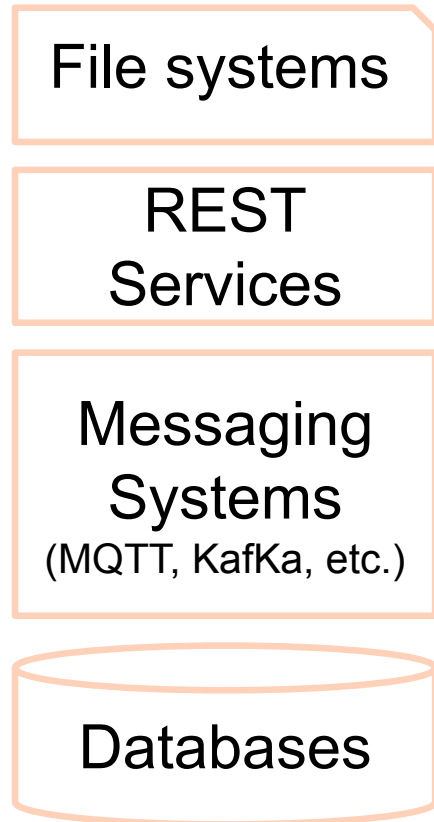 File systems
REST
Services
Messaging
Systems
(MQTT, KafKa, etc.)
Databases